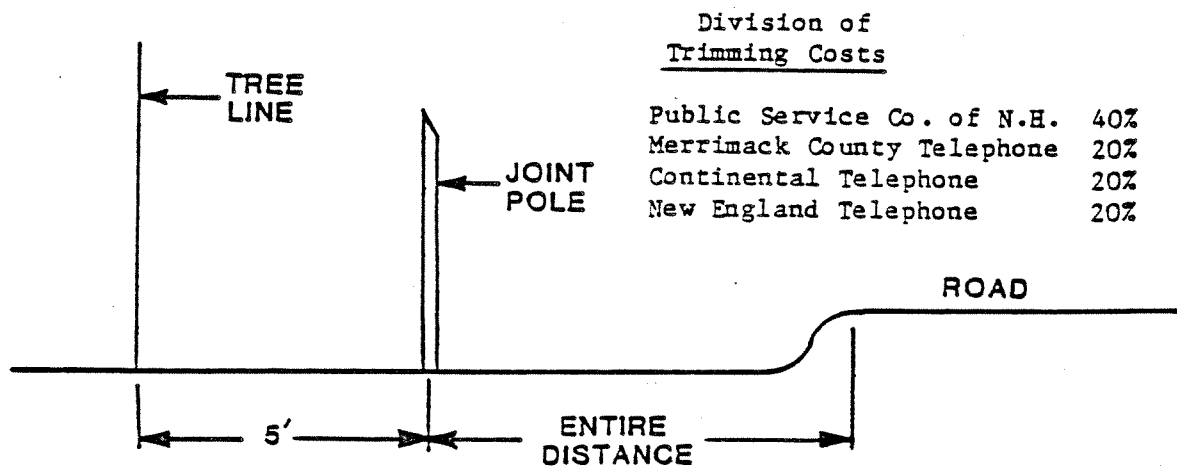 Division of
Trimming Costs
Public Service Co. of N.H. 40%
Merrimack County Telephone 20%
Continental Telephone 20%
New England Telephone 20%
TREE
LINE
JOINT
POLE
ROAD
5'
ENTIRE
DISTANCE